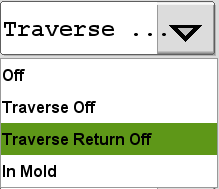 Traverse ...
Off
Traverse Off
Traverse Return Off
In Mold